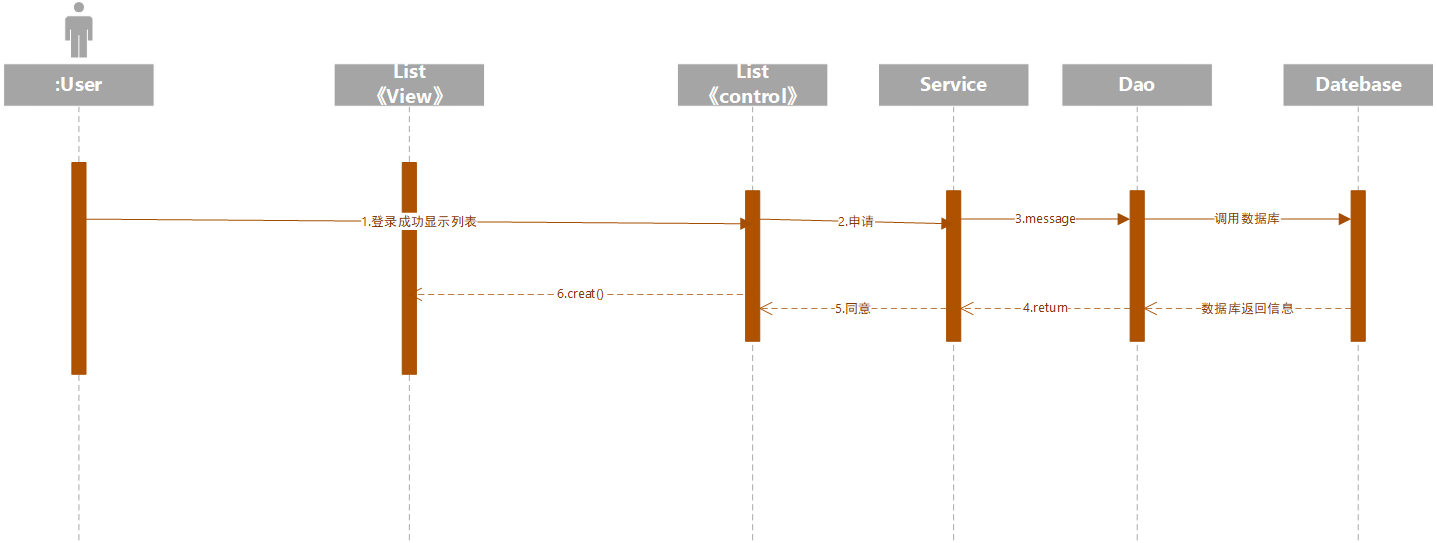 :User
List
《View》
List
《control》
Service
Dao
Datebase
1.登录成功显示列表
2.申请
3.message
调用数据库
6.creat()
5.同意
4.return
数据库返回信息